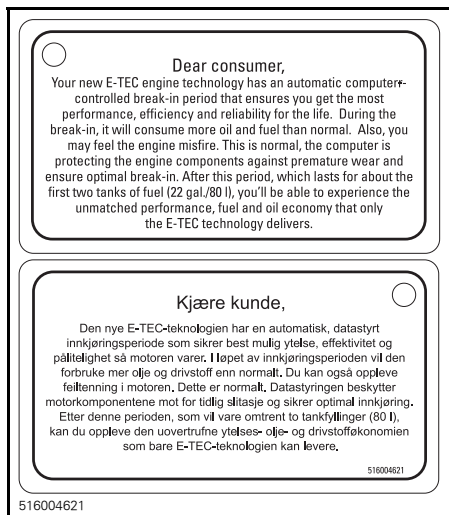 Dear consumer,
Your new E-TEC engine technology has an automatic computer-
controlled break-in period that ensures you get the most
performance, efficiency and reliability for the life. During the
break-in, it will consume more oil and fuel than normal. Also, you
may feel the engine misfire. This is normal, the computer is
protecting the engine components against premature wear and
ensure optimal break-in. After this period, which lasts for about the
first two tanks of fuel (22 gal./80 l), you'll be able to experience the
unmatched performance, fuel and oil economy that only
the E-TEC technology delivers.
Kjære kunde,
Den nye E-TEC-teknologien har en automatisk, datastyrt
innkjøringsperiode som sikrer best mulig ytelse, effektivitet og
pålitelighet så motoren varer. I løpet av innkjøringsperioden vil den
forbruke mer olje og drivstoff enn normalt. Du kan også oppleve
feiltenning i motoren. Dette er normalt. Datastyringen beskytter
motorkomponentene mot for tidlig slitasje og sikrer optimal innkjøring.
Etter denne perioden, som vil vare omtrent to tankfyllinger (80 l),
kan du oppleve den uovertrufne ytelses- olje- og drivstofføkonomien
som bare E-TEC-teknologien kan levere.
516004621
516004621